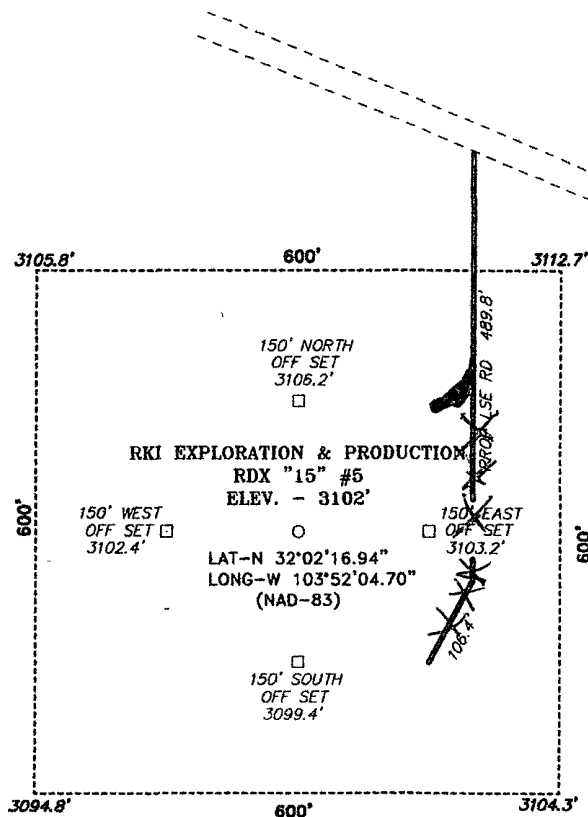 3105.8'
600'
3112.7'
150' NORTH
OFF SET
3106.2'
LSE RD 489.8'
RKI EXPLORATION & PRODUCTION
RDX "15" #5
ELEV. - 3102'
600'
150' WEST
OFF SET
3102.4'
150' EAST
OFF SET
3103.2'
600'
LAT-N 32°02'16.94"
LONG-W 103°52'04.70"
(NAD-83)
106.4'
150' SOUTH
OFF SET
3099.4'
3094.8'
600'
3104.3'